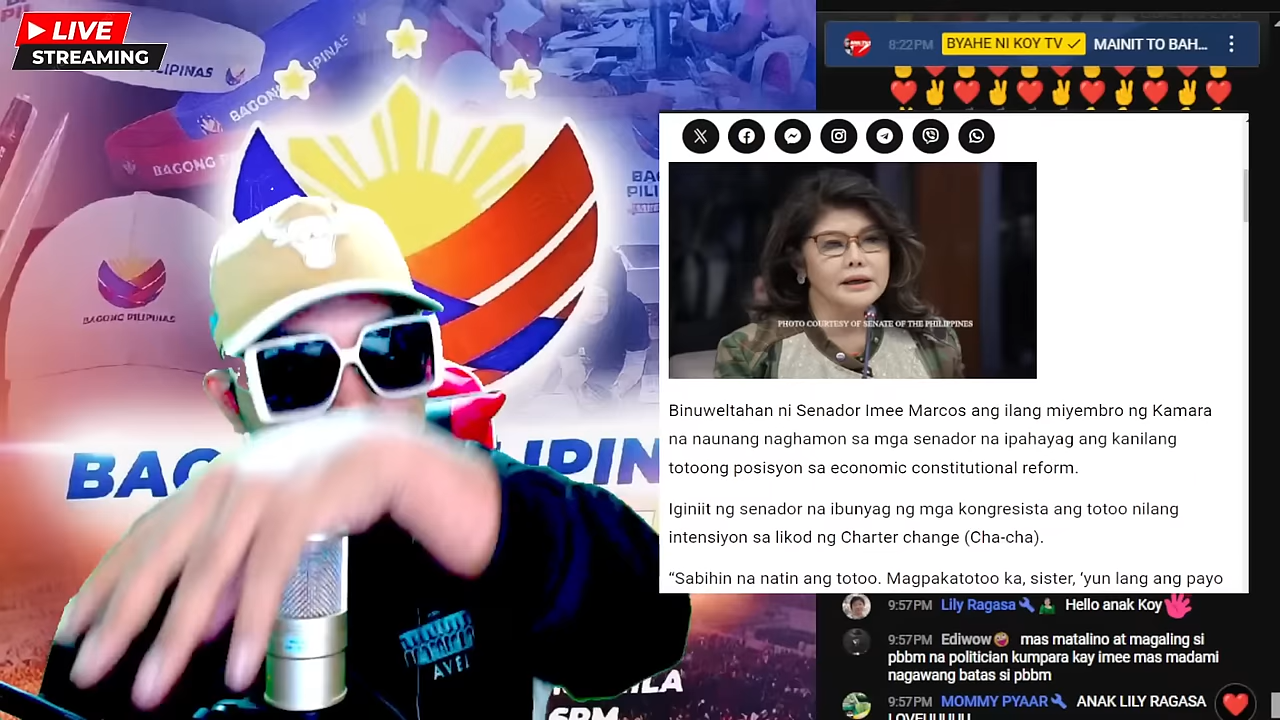 LIVE
STREAMING
PILIPINAS
BAGONG
PILIPINAS
BAGONG P
BAGONG PILIPINAS
BAG
PILI
BAGO
IPIN
AVEI
8:22PM BYAHE NI KOY TV MAINIT TO BAH...
PHOTO COURTESY OF SENATE OF THE PHILIPPINES
Binuweltahan ni Senador Imee Marcos ang ilang miyembro ng Kamara
na naunang naghamon sa mga senador na ipahayag ang kanilang
totoong posisyon sa economic constitutional reform.
Iginiit ng senador na ibunyag ng mga kongresista ang totoo nilang
intensiyon sa likod ng Charter change (Cha-cha).
“Sabihin na natin ang totoo. Magpakatotoo ka, sister, ‘yun lang ang payo
9:57PM Lily Ragasa Hello anak Koy
9:57PM Ediwow mas matalino at magaling si
pbbm na politician kumpara kay imee mas madami
nagawang batas si pbbm
9:57PM MOMMY PYAAR ANAK LILY RAGASA